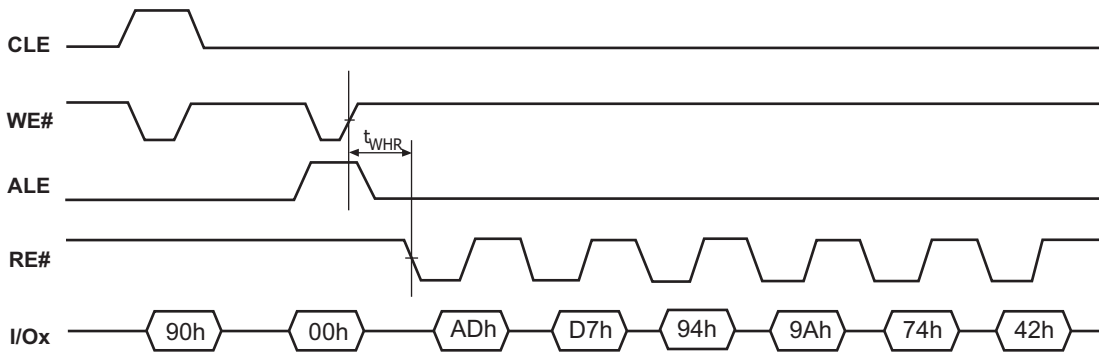 CLE
WE#
tWHR
ALE
RE#
I/Ox 90h 00h ADh D7h 94h 9Ah 74h 42h